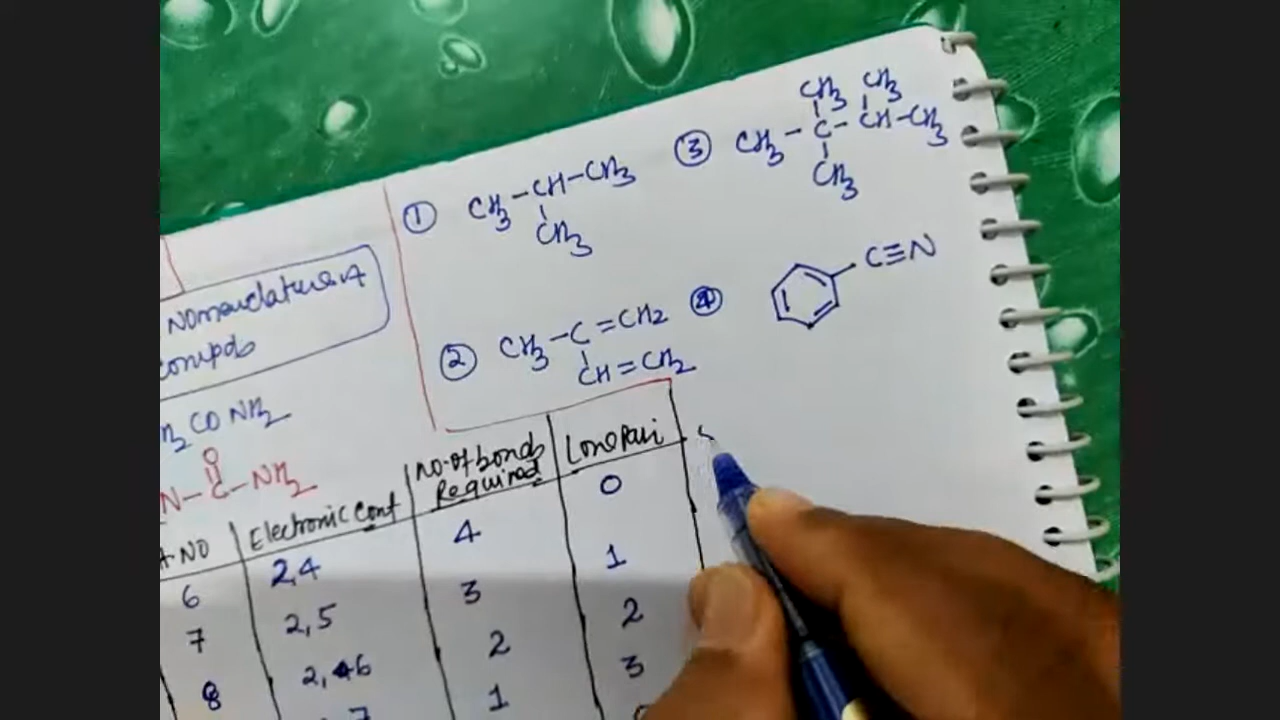 ① CH3-CH-CH3
CH3
② CH3-C=CH2
CH=CH2
③ CH3 CH3
CH3-C-CH-CH3
CH3
④ C≡N
Nomenclature
compds
CONH2
O
N-C-NH2
NO Electronic Conf No. of bonds Required Lone Pair
6 2,4 4 0
7 2,5 3 1
8 2,6 2 2
7 1 3